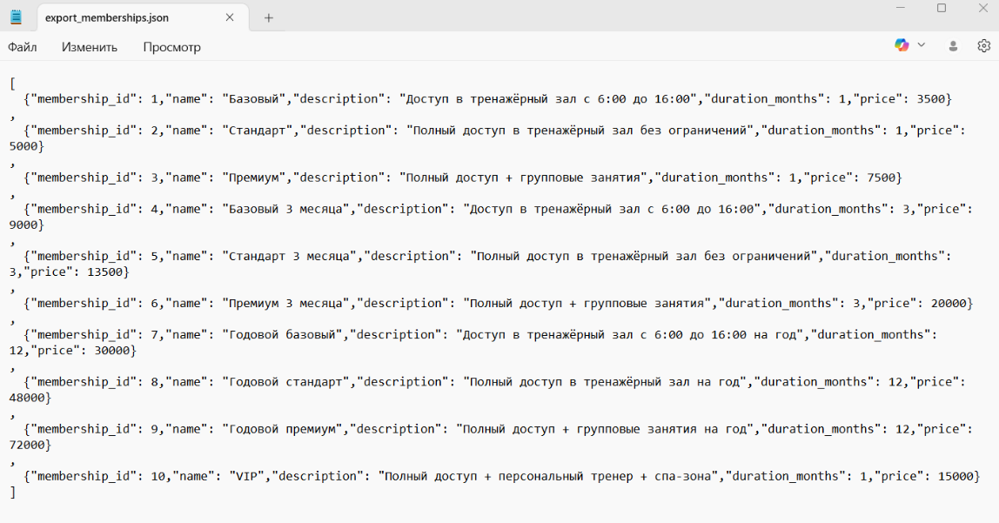 export_memberships.json
Файл Изменить Просмотр
[
{"membership_id": 1,"name": "Базовый","description": "Доступ в тренажёрный зал с 6:00 до 16:00","duration_months": 1,"price": 3500}
,
{"membership_id": 2,"name": "Стандарт","description": "Полный доступ в тренажёрный зал без ограничений","duration_months": 1,"price":
5000}
,
{"membership_id": 3,"name": "Премиум","description": "Полный доступ + групповые занятия","duration_months": 1,"price": 7500}
,
{"membership_id": 4,"name": "Базовый 3 месяца","description": "Доступ в тренажёрный зал с 6:00 до 16:00","duration_months": 3,"price":
9000}
,
{"membership_id": 5,"name": "Стандарт 3 месяца","description": "Полный доступ в тренажёрный зал без ограничений","duration_months":
3,"price": 13500}
,
{"membership_id": 6,"name": "Премиум 3 месяца","description": "Полный доступ + групповые занятия","duration_months": 3,"price": 20000}
,
{"membership_id": 7,"name": "Годовой базовый","description": "Доступ в тренажёрный зал с 6:00 до 16:00 на год","duration_months":
12,"price": 30000}
,
{"membership_id": 8,"name": "Годовой стандарт","description": "Полный доступ в тренажёрный зал на год","duration_months": 12,"price":
48000}
,
{"membership_id": 9,"name": "Годовой премиум","description": "Полный доступ + групповые занятия на год","duration_months": 12,"price":
72000}
,
{"membership_id": 10,"name": "VIP","description": "Полный доступ + персональный тренер + спа-зона","duration_months": 1,"price": 15000}
]